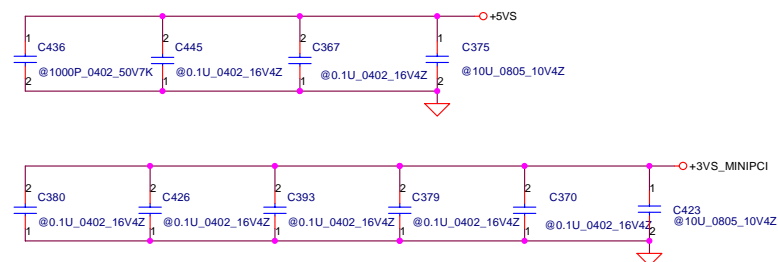 +5VS
1 2 2 1
C436 C445 C367 C375
@1000P_0402_50V7K @0.1U_0402_16V4Z @0.1U_0402_16V4Z @10U_0805_10V4Z
2 1 1 2
+3VS_MINIPCI
2 2 2 2 2 1
C380 C426 C393 C379 C370 C423
@0.1U_0402_16V4Z @0.1U_0402_16V4Z @0.1U_0402_16V4Z @0.1U_0402_16V4Z @0.1U_0402_16V4Z @10U_0805_10V4Z
1 1 1 1 1 2